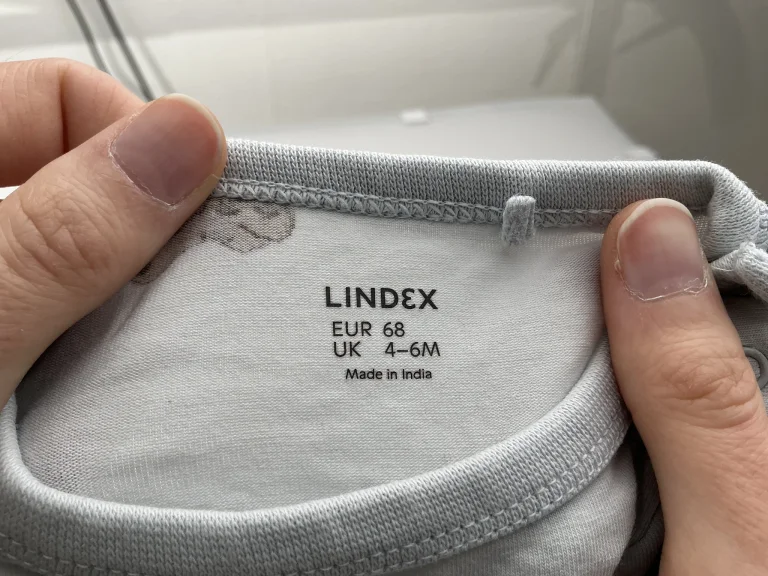 LINDEX
EUR 68
UK 4–6M
Made in India